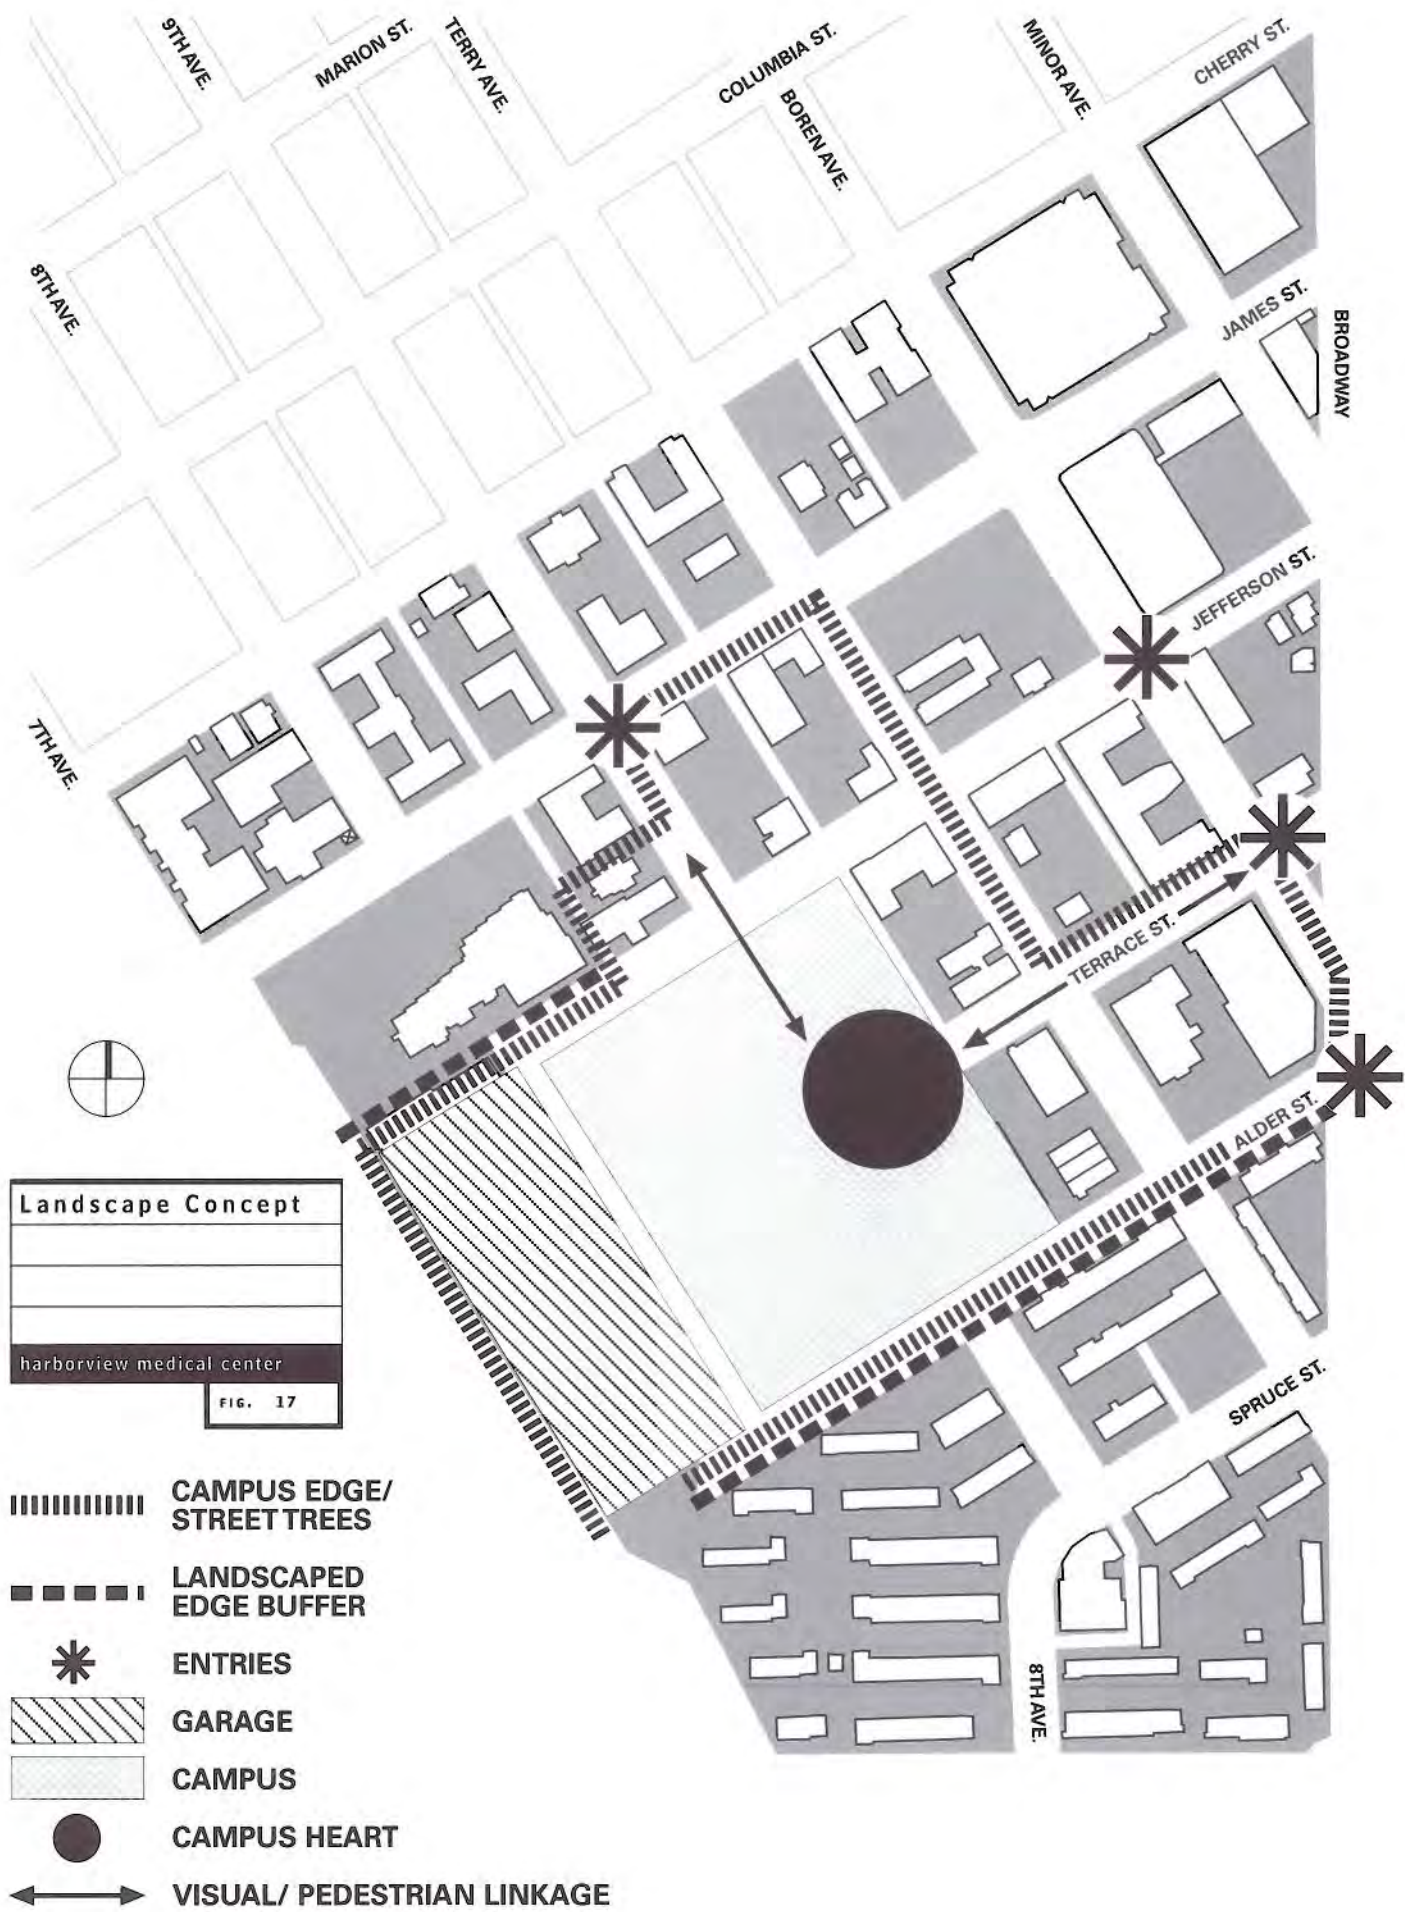 9TH AVE.
MARION ST.
TERRY AVE.
COLUMBIA ST.
BOREN AVE.
MINOR AVE.
CHERRY ST.
8TH AVE.
JAMES ST.
BROADWAY
JEFFERSON ST.
7TH AVE.
TERRACE ST.
ALDER ST.
Landscape Concept
harborview medical center
FIG. 17
SPRUCE ST.
8TH AVE.
CAMPUS EDGE/
STREET TREES
LANDSCAPED
EDGE BUFFER
ENTRIES
GARAGE
CAMPUS
CAMPUS HEART
VISUAL/ PEDESTRIAN LINKAGE